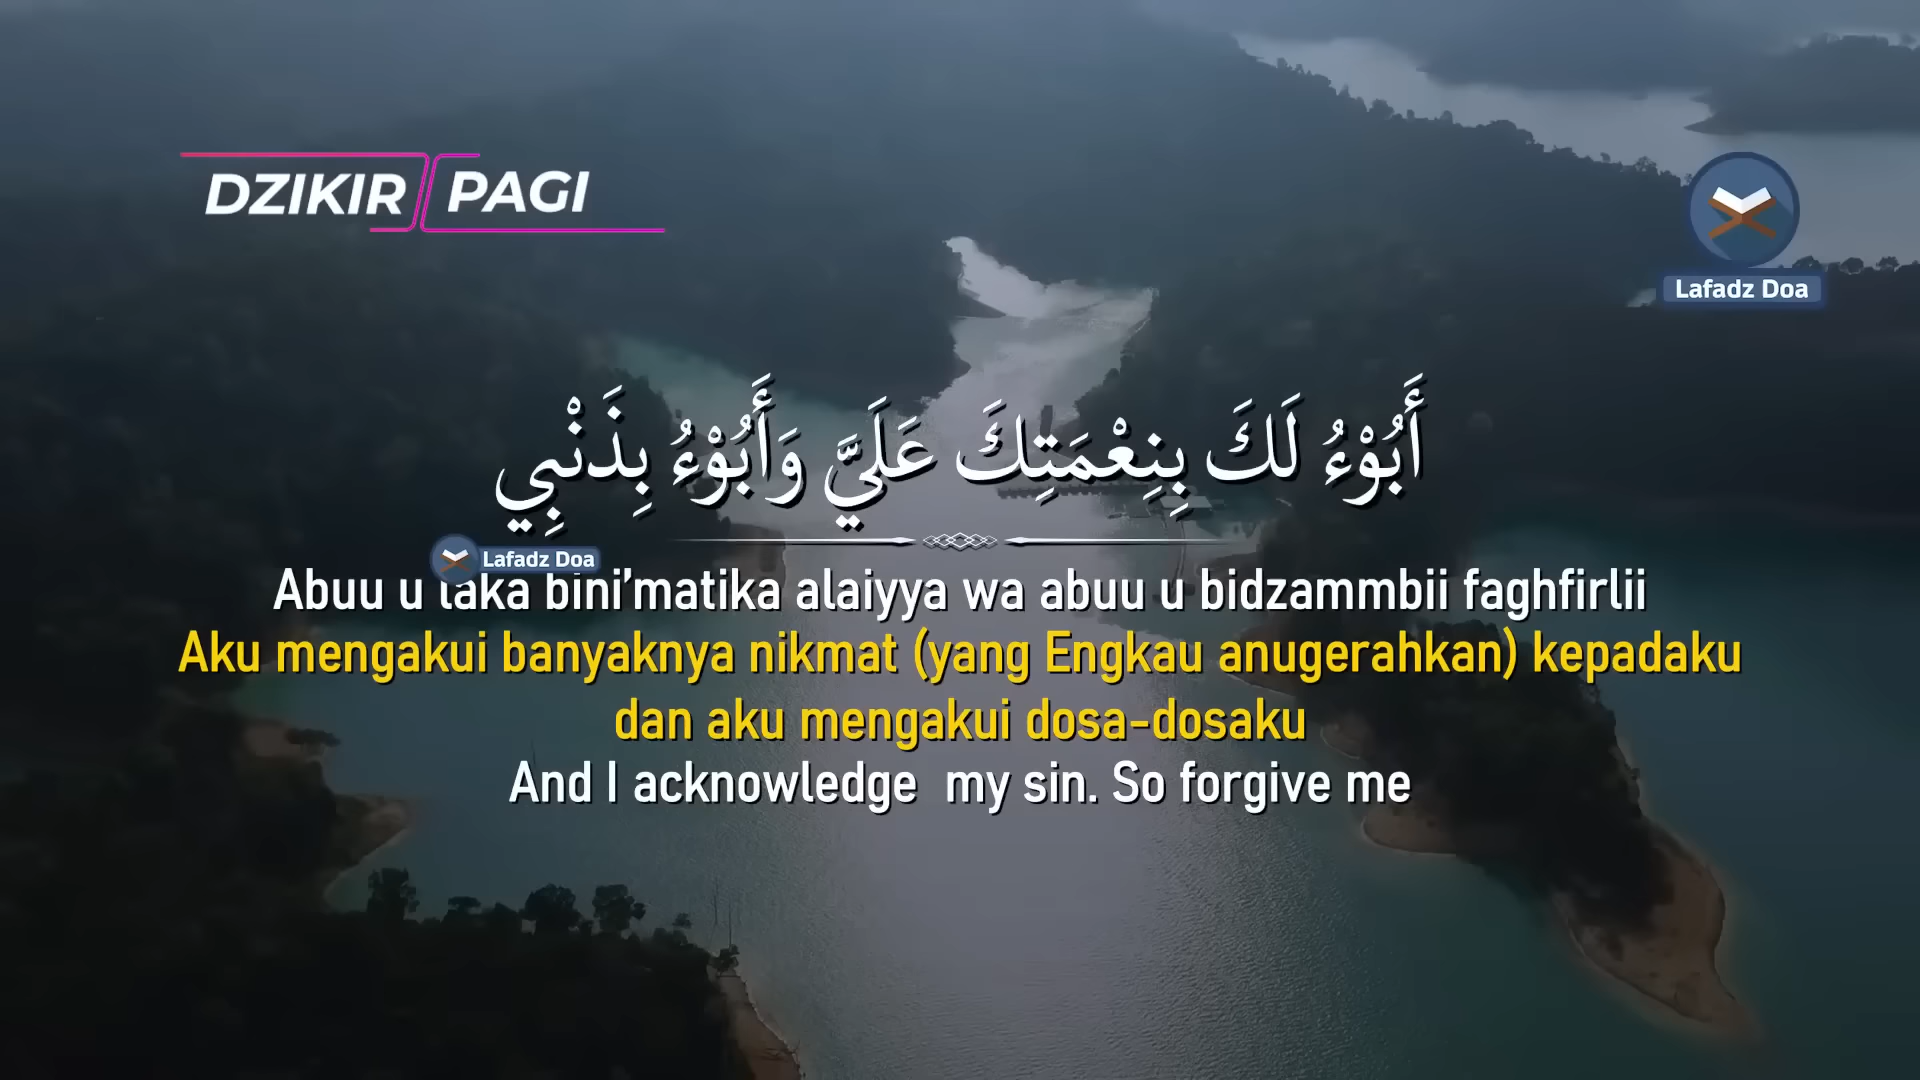 DZIKIR PAGI
Lafadz Doa
أَبُوْءُ لَكَ بِنِعْمَتِكَ عَلَيَّ وَأَبُوْءُ بِذَنْبِي
Lafadz Doa
Abuu u laka bini’matika alaiyya wa abuu u bidzammbii faghfirlii
Aku mengakui banyaknya nikmat (yang Engkau anugerahkan) kepadaku
dan aku mengakui dosa-dosaku
And I acknowledge my sin. So forgive me